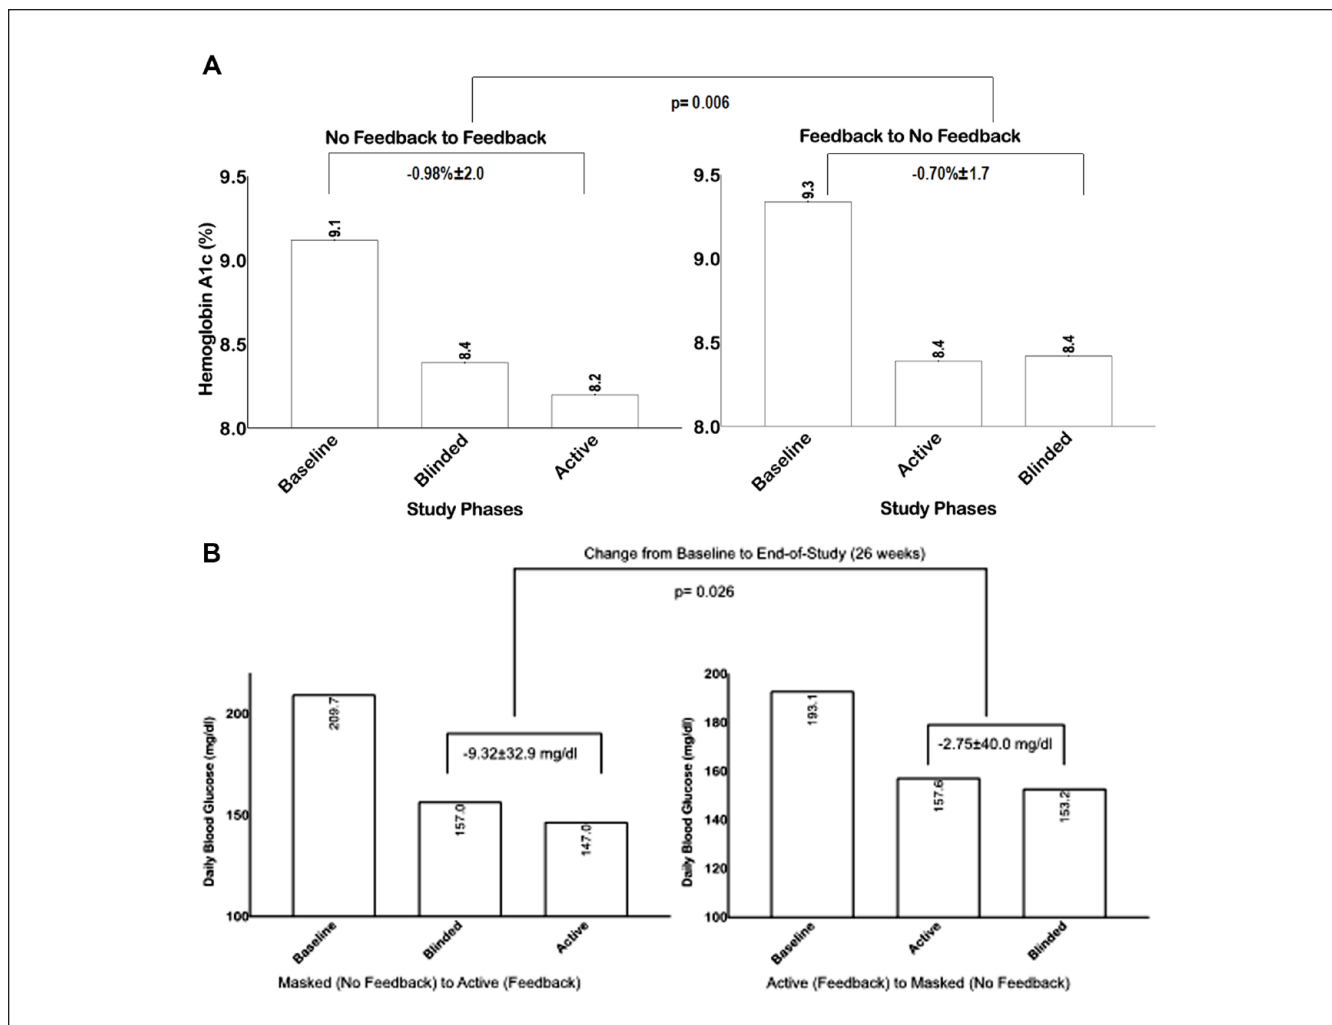 A
p= 0.006
No Feedback to Feedback
Feedback to No Feedback
-0.98%±2.0
-0.70%±1.7
Hemoglobin A1c (%)
9.5
9.0
8.5
8.0
9.1
8.4
8.2
Baseline
Blinded
Active
Study Phases
9.5
9.0
8.5
8.0
9.3
8.4
8.4
Baseline
Active
Blinded
Study Phases
B
Change from Baseline to End-of-Study (26 weeks)
p= 0.026
Daily Blood Glucose (mg/dl)
200
150
100
209.7
157.0
147.0
-9.32±32.9 mg/dl
Baseline
Blinded
Active
Masked (No Feedback) to Active (Feedback)
Daily Blood Glucose (mg/dl)
200
180
160
140
120
100
193.1
157.6
153.2
-2.75±40.0 mg/dl
Baseline
Active
Blinded
Active (Feedback) to Masked (No Feedback)